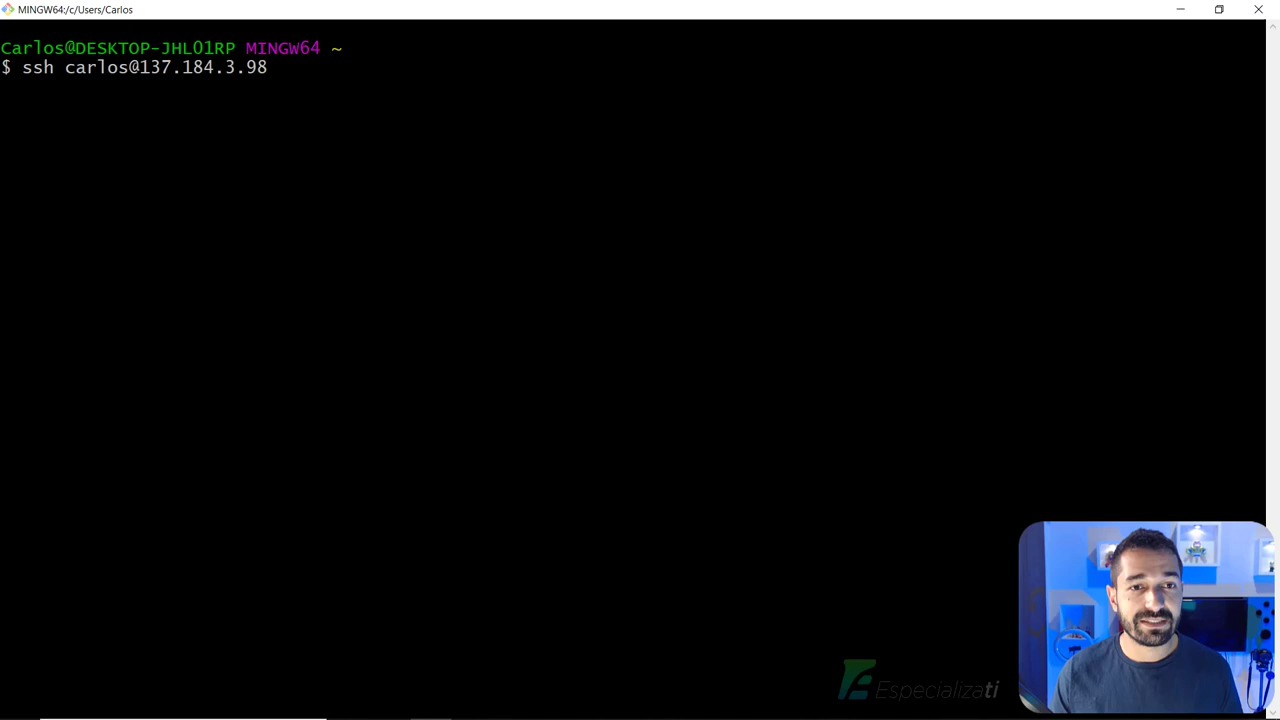 MINGW64:/c/Users/Carlos
Carlos@DESKTOP-JHL01RP MINGW64 ~
$ ssh carlos@137.184.3.98
Especializati